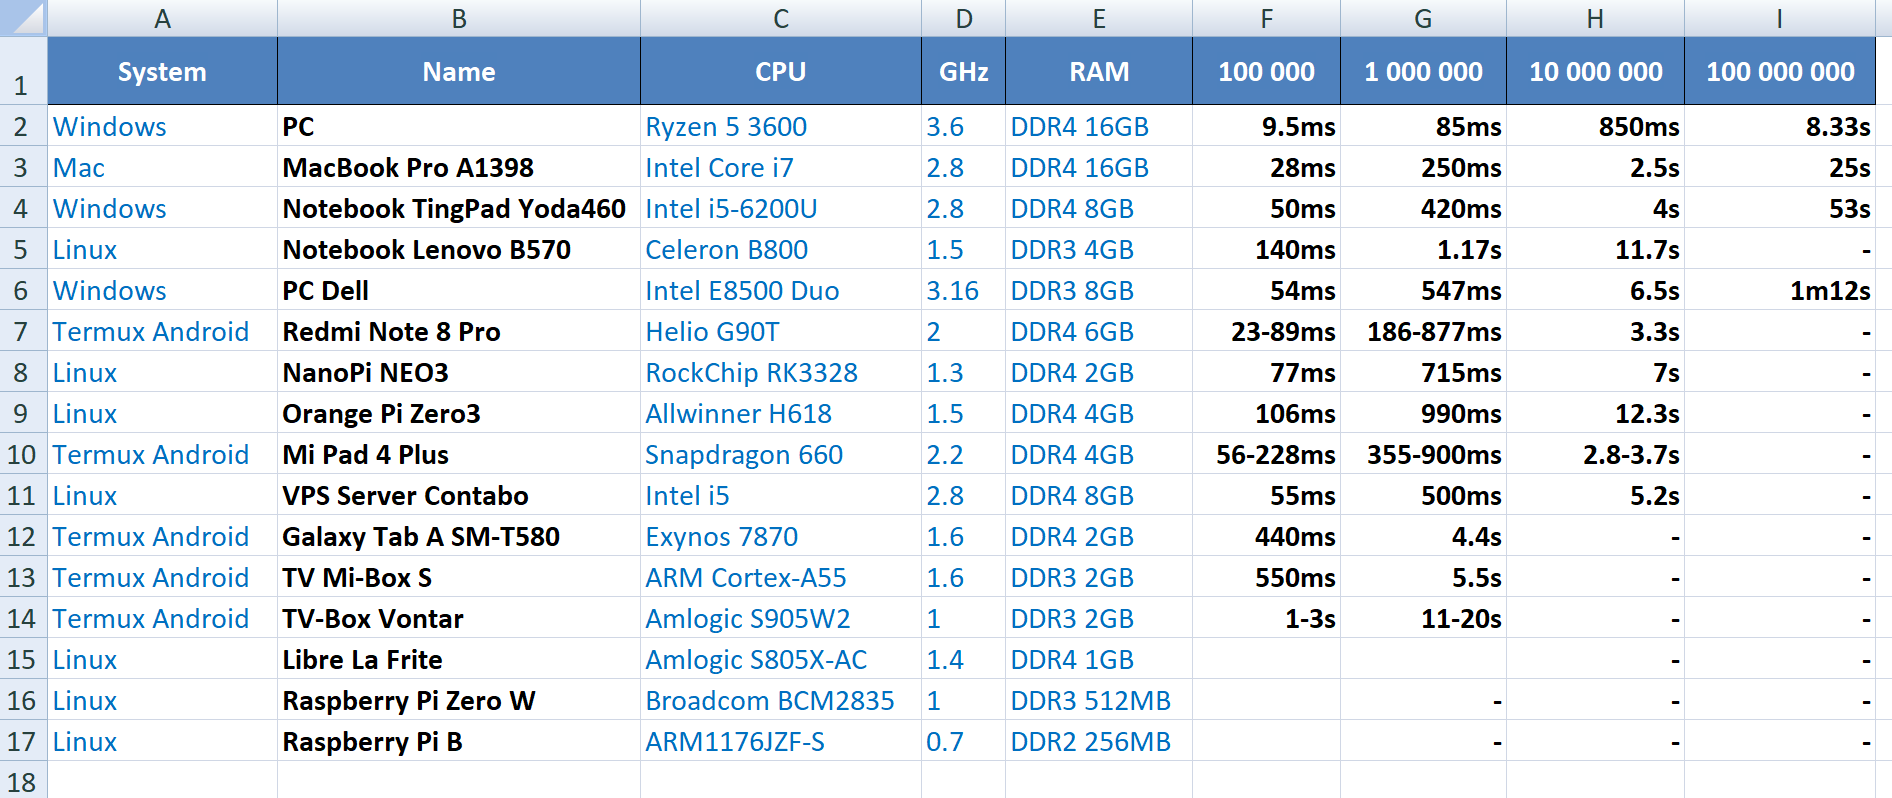 A B C D E F G H I
1 System Name CPU GHz RAM 100 000 1 000 000 10 000 000 100 000 000
2 Windows PC Ryzen 5 3600 3.6 DDR4 16GB 9.5ms 85ms 850ms 8.33s
3 Mac MacBook Pro A1398 Intel Core i7 2.8 DDR4 16GB 28ms 250ms 2.5s 25s
4 Windows Notebook TingPad Yoda460 Intel i5-6200U 2.8 DDR4 8GB 50ms 420ms 4s 53s
5 Linux Notebook Lenovo B570 Celeron B800 1.5 DDR3 4GB 140ms 1.17s 11.7s -
6 Windows PC Dell Intel E8500 Duo 3.16 DDR3 8GB 54ms 547ms 6.5s 1m12s
7 Termux Android Redmi Note 8 Pro Helio G90T 2 DDR4 6GB 23-89ms 186-877ms 3.3s -
8 Linux NanoPi NEO3 RockChip RK3328 1.3 DDR4 2GB 77ms 715ms 7s -
9 Linux Orange Pi Zero3 Allwinner H618 1.5 DDR4 4GB 106ms 990ms 12.3s -
10 Termux Android Mi Pad 4 Plus Snapdragon 660 2.2 DDR4 4GB 56-228ms 355-900ms 2.8-3.7s -
11 Linux VPS Server Contabo Intel i5 2.8 DDR4 8GB 55ms 500ms 5.2s -
12 Termux Android Galaxy Tab A SM-T580 Exynos 7870 1.6 DDR4 2GB 440ms 4.4s - -
13 Termux Android TV Mi-Box S ARM Cortex-A55 1.6 DDR3 2GB 550ms 5.5s - -
14 Termux Android TV-Box Vontar Amlogic S905W2 1 DDR3 2GB 1-3s 11-20s - -
15 Linux Libre La Frite Amlogic S805X-AC 1.4 DDR4 1GB - -
16 Linux Raspberry Pi Zero W Broadcom BCM2835 1 DDR3 512MB - - -
17 Linux Raspberry Pi B ARM1176JZF-S 0.7 DDR2 256MB - - -
18